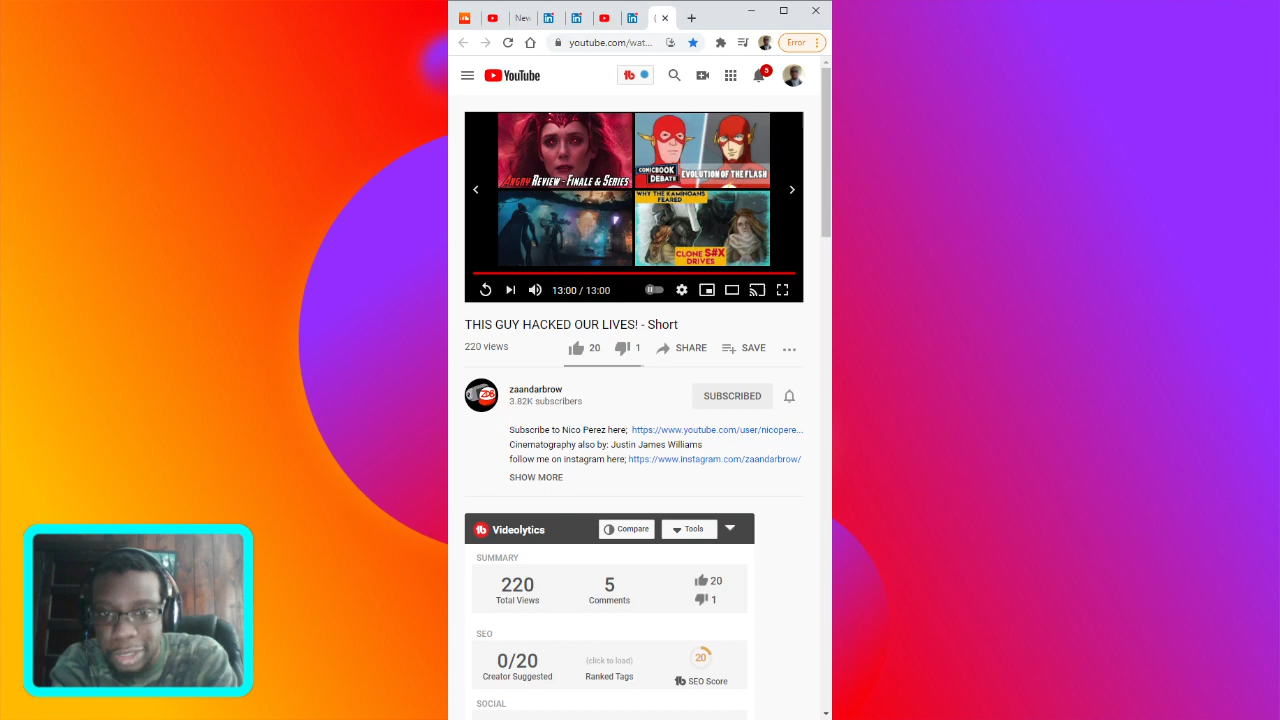 New
youtube.com/wat...
Error
YouTube
tb
5
ANGRY REVIEW - FINALE & SERIES
COMICBOOK DEBATE
EVOLUTION OF THE FLASH
WHY THE KAMINOANS FEARED
CLONE S#X DRIVES
13:00 / 13:00
THIS GUY HACKED OUR LIVES! - Short
220 views
20
1
SHARE
SAVE
zaandarbrow
3.82K subscribers
SUBSCRIBED
Subscribe to Nico Perez here; https://www.youtube.com/user/nicopere...
Cinematography also by: Justin James Williams
follow me on instagram here; https://www.instagram.com/zaandarbrow/
SHOW MORE
tb Videolytics
Compare
Tools
SUMMARY
220
Total Views
5
Comments
20
1
SEO
0/20
Creator Suggested
(click to load)
Ranked Tags
20
tb SEO Score
SOCIAL